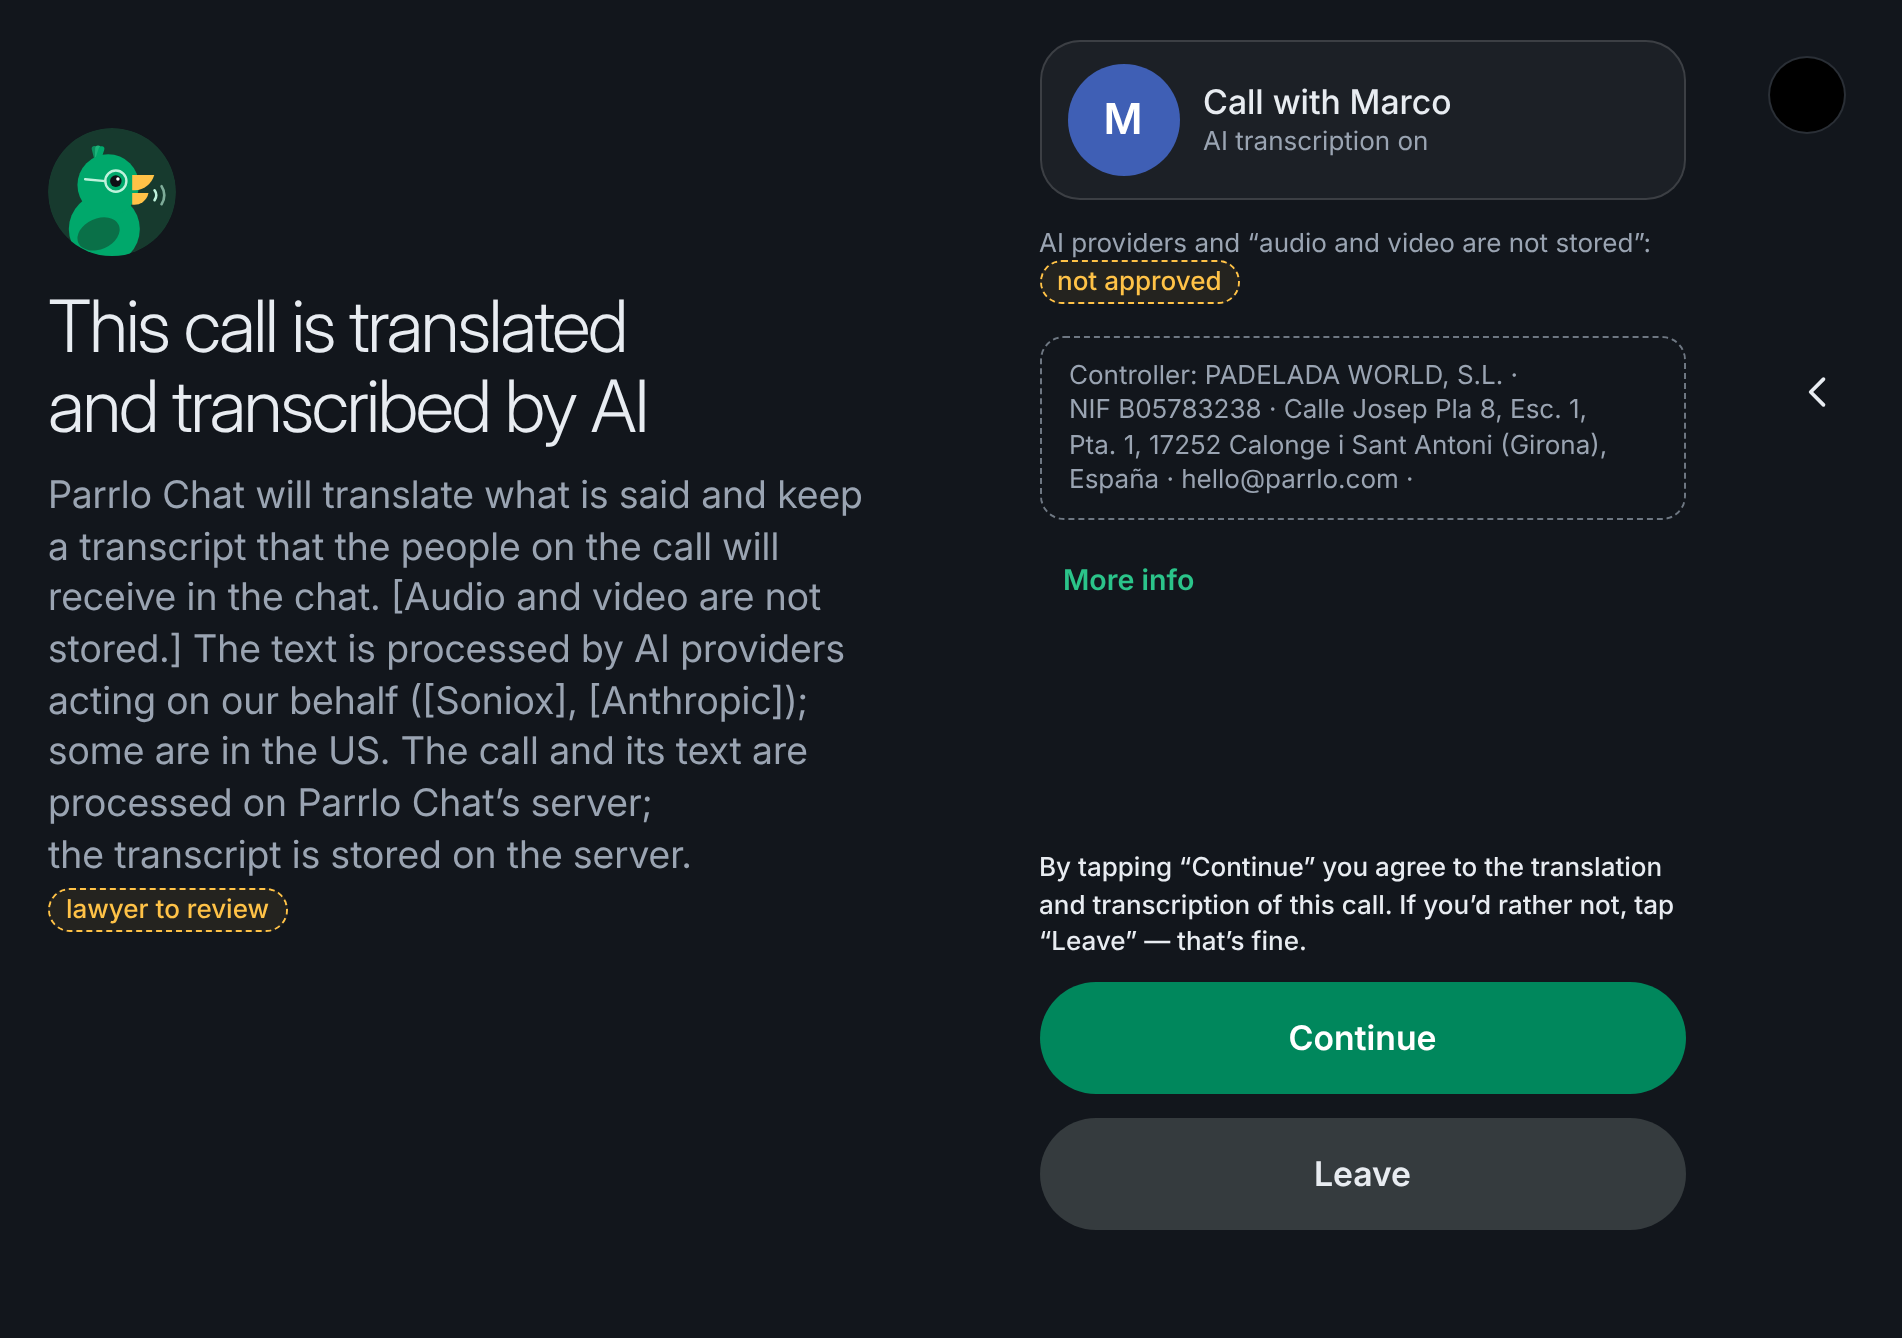 This call is translated
and transcribed by AI
Parrlo Chat will translate what is said and keep
a transcript that the people on the call will
receive in the chat. [Audio and video are not
stored.] The text is processed by AI providers
acting on our behalf ([Soniox], [Anthropic]);
some are in the US. The call and its text are
processed on Parrlo Chat’s server;
the transcript is stored on the server.
lawyer to review
M
Call with Marco
AI transcription on
AI providers and “audio and video are not stored”:
not approved
Controller: PADELADA WORLD, S.L. ·
NIF B05783238 · Calle Josep Pla 8, Esc. 1,
Pta. 1, 17252 Calonge i Sant Antoni (Girona),
España · hello@parrlo.com ·
More info
By tapping “Continue” you agree to the translation
and transcription of this call. If you’d rather not, tap
“Leave” — that’s fine.
Continue
Leave